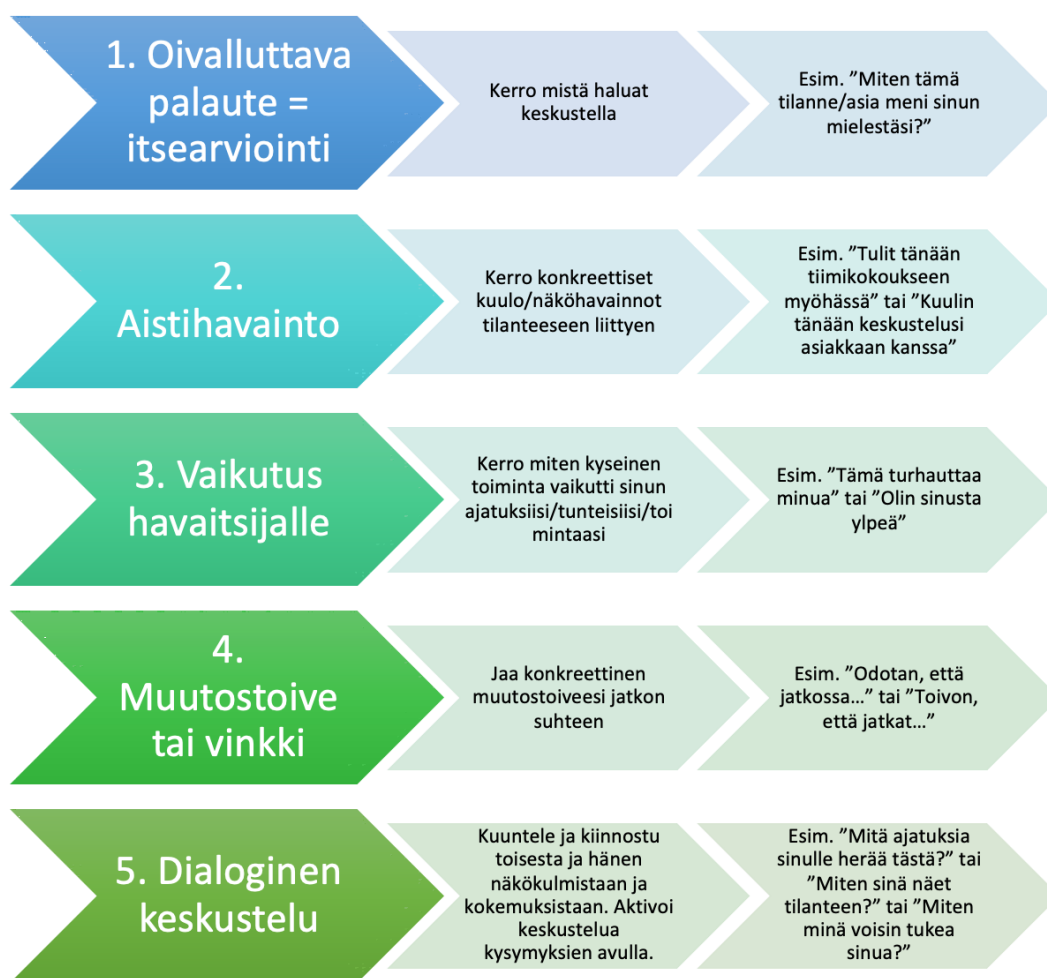 1. Oivalluttava
palaute =
itsearviointi
Kerro mistä haluat
keskustella
Esim. ”Miten tämä
tilanne/asia meni sinun
mielestäsi?”
2.
Aistihavainto
Kerro konkreettiset
kuulo/näköhavainnot
tilanteeseen liittyen
Esim. ”Tulit tänään
tiimikokoukseen
myöhässä” tai ”Kuulin
tänään keskustelusi
asiakkaan kanssa”
3. Vaikutus
havaitsijalle
Kerro miten kyseinen
toiminta vaikutti sinun
ajatuksiisi/tunteisiisi/toi
mintaasi
Esim. ”Tämä turhauttaa
minua” tai ”Olin sinusta
ylpeä”
4.
Muutostoive
tai vinkki
Jaa konkreettinen
muutostoiveesi jatkon
suhteen
Esim. ”Odotan, että
jatkossa…” tai ”Toivon,
että jatkat…”
5. Dialoginen
keskustelu
Kuuntele ja kiinnostu
toisesta ja hänen
näkökulmistaan ja
kokemuksistaan. Aktivoi
keskustelua
kysymyksien avulla.
Esim. ”Mitä ajatuksia
sinulle herää tästä?” tai
”Miten sinä näet
tilanteen?” tai ”Miten
minä voisin tukea
sinua?”